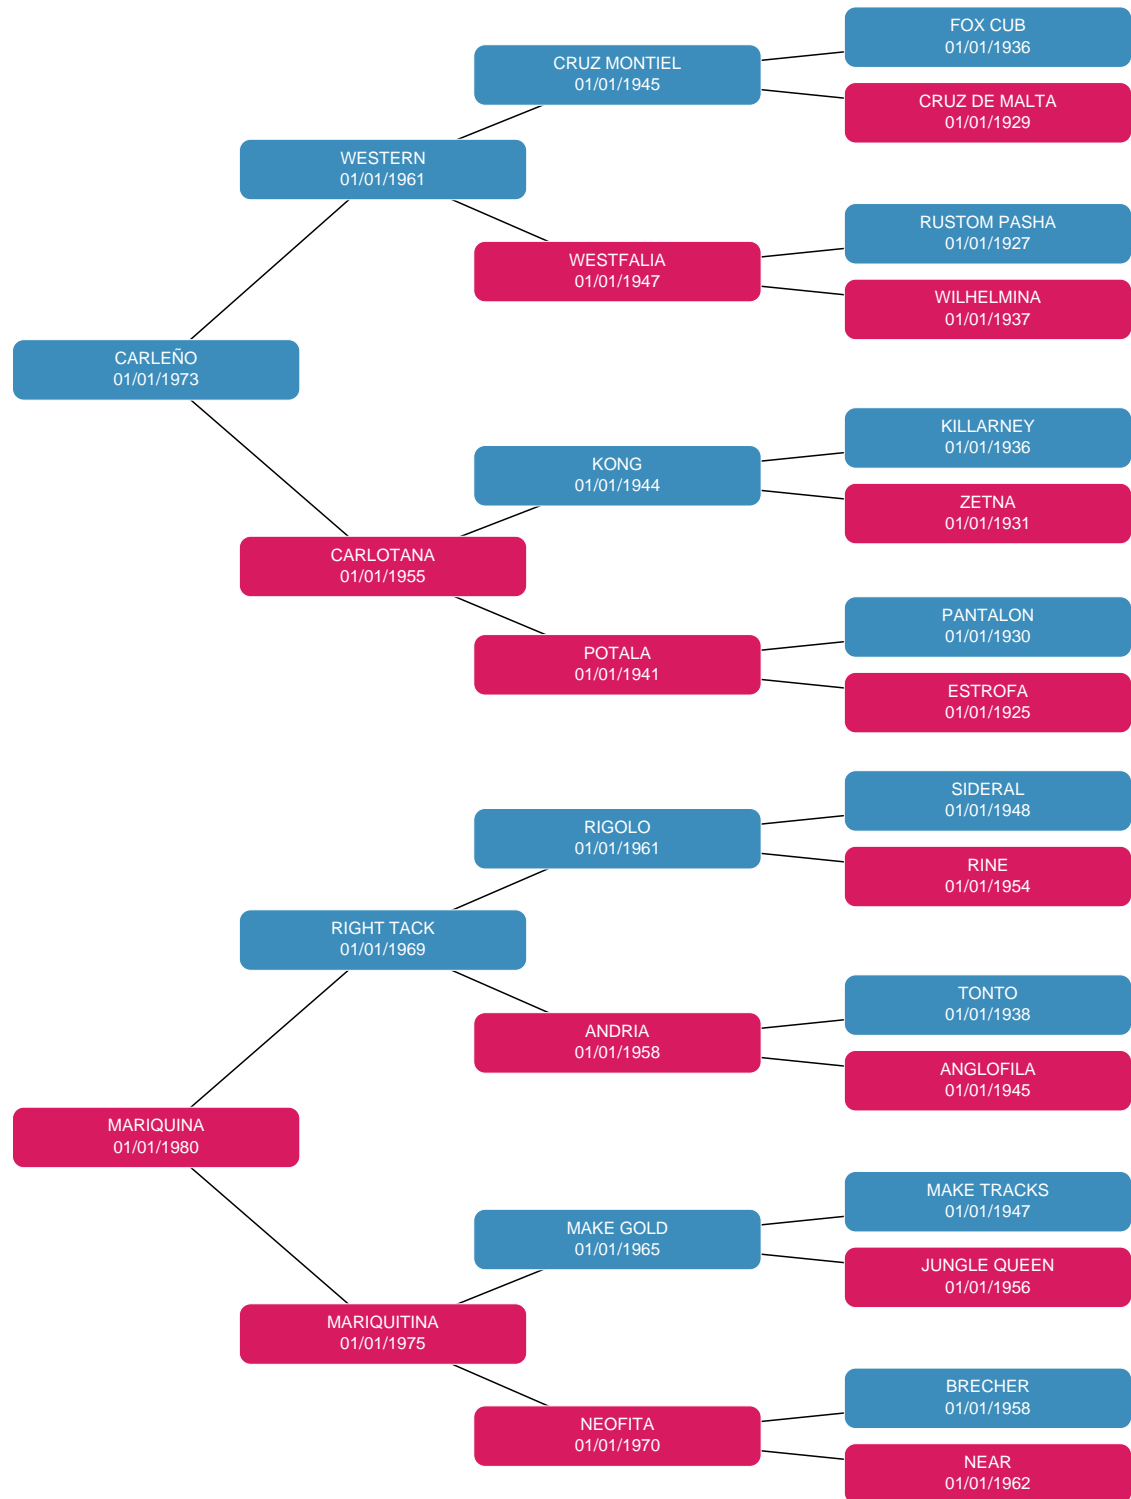 FOX CUB
01/01/1936
CRUZ MONTIEL
01/01/1945
CRUZ DE MALTA
01/01/1929
WESTERN
01/01/1961
RUSTOM PASHA
01/01/1927
WESTFALIA
01/01/1947
WILHELMINA
01/01/1937
CARLEÑO
01/01/1973
KILLARNEY
01/01/1936
KONG
01/01/1944
ZETNA
01/01/1931
CARLOTANA
01/01/1955
PANTALON
01/01/1930
POTALA
01/01/1941
ESTROFA
01/01/1925
SIDERAL
01/01/1948
RIGOLO
01/01/1961
RINE
01/01/1954
RIGHT TACK
01/01/1969
TONTO
01/01/1938
ANDRIA
01/01/1958
ANGLOFILA
01/01/1945
MARIQUINA
01/01/1980
MAKE TRACKS
01/01/1947
MAKE GOLD
01/01/1965
JUNGLE QUEEN
01/01/1956
MARIQUITINA
01/01/1975
BRECHER
01/01/1958
NEOFITA
01/01/1970
NEAR
01/01/1962